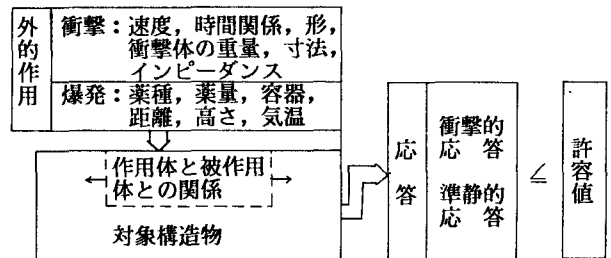 外的作用
衝撃：速度，時間関係，形，
衝撃体の重量，寸法，
インピーダンス
爆発：薬種，薬量，容器，
距離，高さ，気温
作用体と被作用
体との関係
対象構造物
応答
衝撃的
応答
準静的
応答
≦
許容値